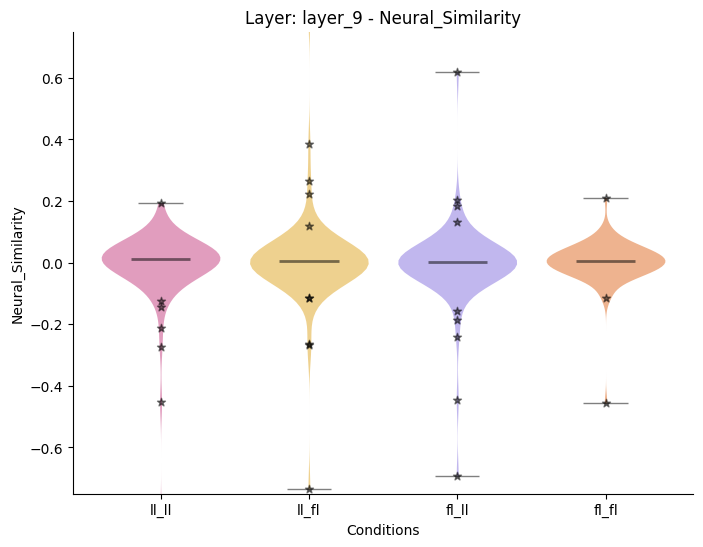 Layer: layer_9 - Neural_Similarity
Neural_Similarity
0.6
0.4
0.2
0.0
−0.2
−0.4
−0.6
ll_ll
ll_fl
fl_ll
fl_fl
Conditions